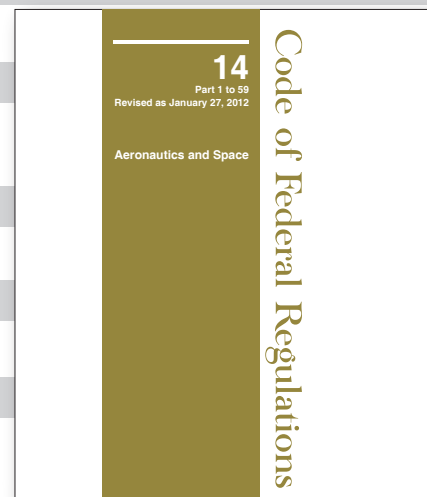 14
Part 1 to 59
Revised as January 27, 2012
Aeronautics and Space
Code of Federal Regulations